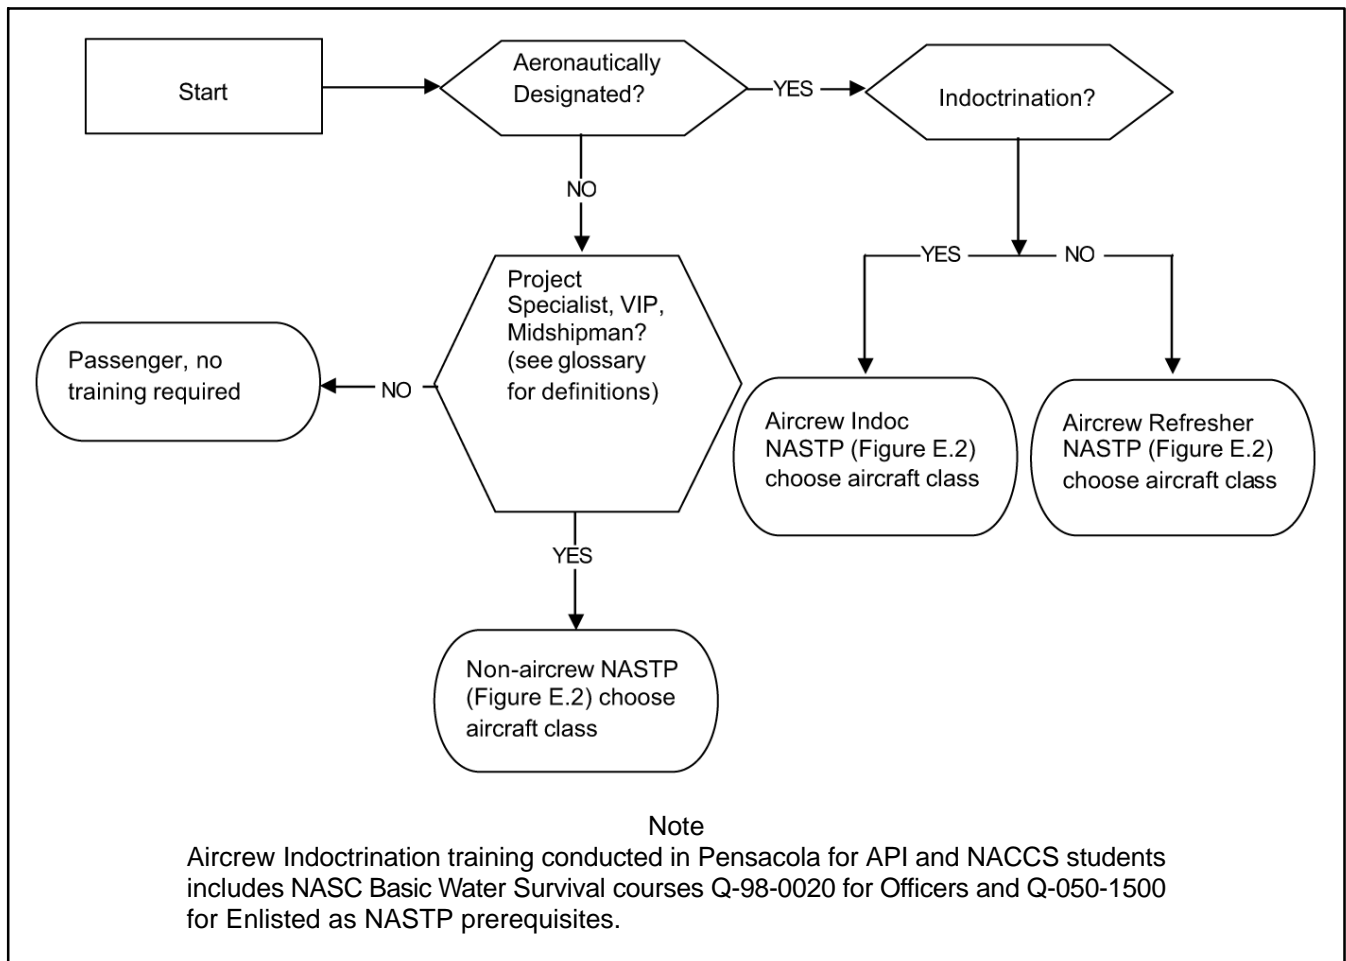 Start
Aeronautically
Designated?
YES
Indoctrination?
NO
YES
NO
Project
Specialist, VIP,
Midshipman?
(see glossary
for definitions)
NO
Passenger, no
training required
Aircrew Indoc
NASTP (Figure E.2)
choose aircraft class
Aircrew Refresher
NASTP (Figure E.2)
choose aircraft class
YES
Non-aircrew NASTP
(Figure E.2) choose
aircraft class
Note
Aircrew Indoctrination training conducted in Pensacola for API and NACCS students
includes NASC Basic Water Survival courses Q-98-0020 for Officers and Q-050-1500
for Enlisted as NASTP prerequisites.